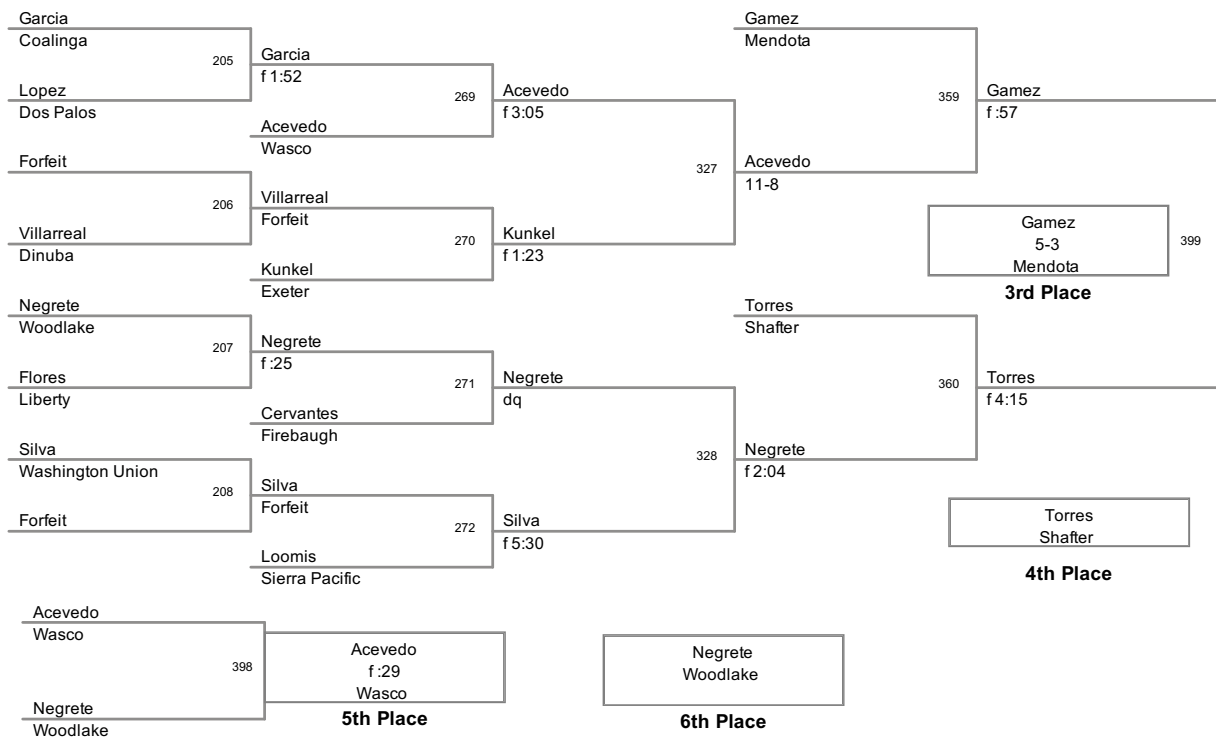 Garcia
Coalinga
205
Lopez
Dos Palos
Garcia
f 1:52
269
Acevedo
Wasco
Acevedo
f 3:05
Forfeit
206
Villarreal
Dinuba
Villarreal
Forfeit
270
Kunkel
Exeter
Kunkel
f 1:23
327
Acevedo
11-8
Gamez
Mendota
359
Gamez
f :57
Gamez
5-3
Mendota
399
3rd Place
Negrete
Woodlake
207
Flores
Liberty
Negrete
f :25
271
Cervantes
Firebaugh
Negrete
dq
Silva
Washington Union
208
Forfeit
Silva
Forfeit
272
Loomis
Sierra Pacific
Silva
f 5:30
328
Negrete
f 2:04
Torres
Shafter
360
Torres
f 4:15
Torres
Shafter
4th Place
Acevedo
Wasco
398
Negrete
Woodlake
Acevedo
f :29
Wasco
5th Place
Negrete
Woodlake
6th Place